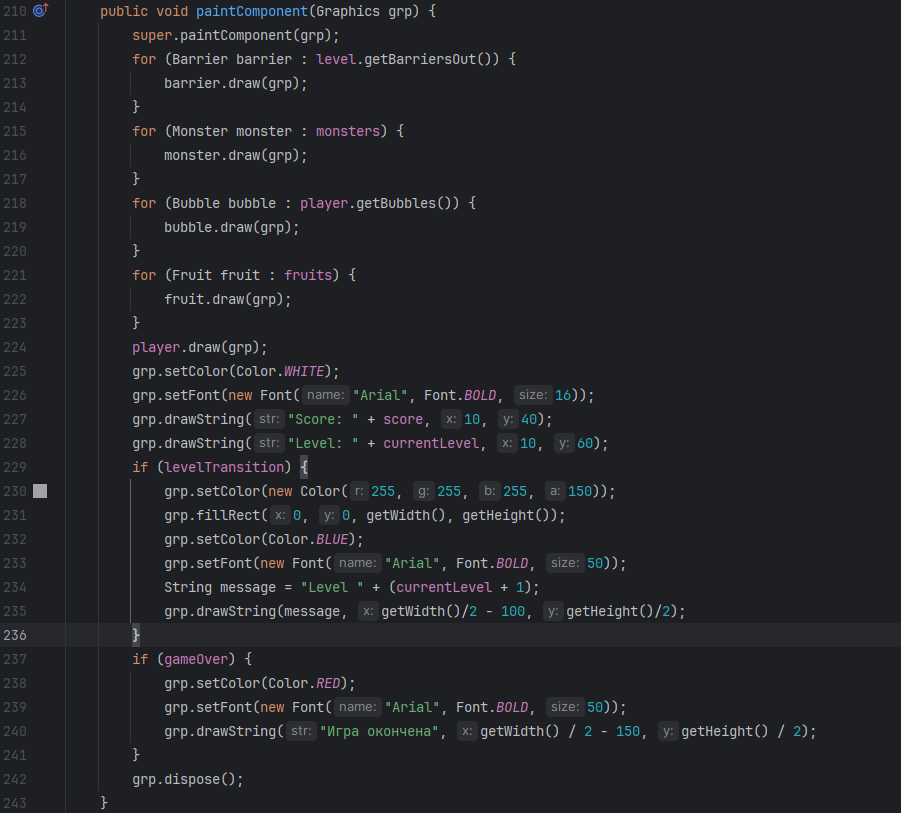 210 public void paintComponent(Graphics grp) {
211 super.paintComponent(grp);
212 for (Barrier barrier : level.getBarriersOut()) {
213 barrier.draw(grp);
214 }
215 for (Monster monster : monsters) {
216 monster.draw(grp);
217 }
218 for (Bubble bubble : player.getBubbles()) {
219 bubble.draw(grp);
220 }
221 for (Fruit fruit : fruits) {
222 fruit.draw(grp);
223 }
224 player.draw(grp);
225 grp.setColor(Color.WHITE);
226 grp.setFont(new Font( name: "Arial", Font.BOLD, size: 16));
227 grp.drawString( str: "Score: " + score, x: 10, y: 40);
228 grp.drawString( str: "Level: " + currentLevel, x: 10, y: 60);
229 if (levelTransition) {
230 grp.setColor(new Color( r: 255, g: 255, b: 255, a: 150));
231 grp.fillRect( x: 0, y: 0, getWidth(), getHeight());
232 grp.setColor(Color.BLUE);
233 grp.setFont(new Font( name: "Arial", Font.BOLD, size: 50));
234 String message = "Level " + (currentLevel + 1);
235 grp.drawString(message, x: getWidth()/2 - 100, y: getHeight()/2);
236 }
237 if (gameOver) {
238 grp.setColor(Color.RED);
239 grp.setFont(new Font( name: "Arial", Font.BOLD, size: 50));
240 grp.drawString( str: "Игра окончена", x: getWidth() / 2 - 150, y: getHeight() / 2);
241 }
242 grp.dispose();
243 }